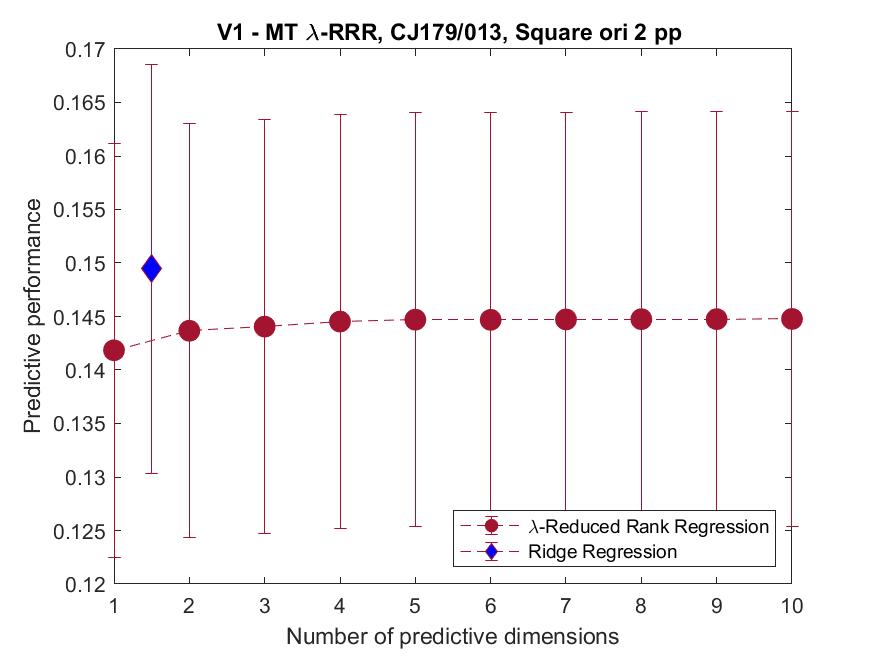 V1 - MT λ-RRR, CJ179/013, Square ori 2 pp
0.17
0.165
0.16
0.155
0.15
0.145
0.14
0.135
0.13
0.125
0.12
Predictive performance
λ-Reduced Rank Regression
Ridge Regression
1 2 3 4 5 6 7 8 9 10
Number of predictive dimensions